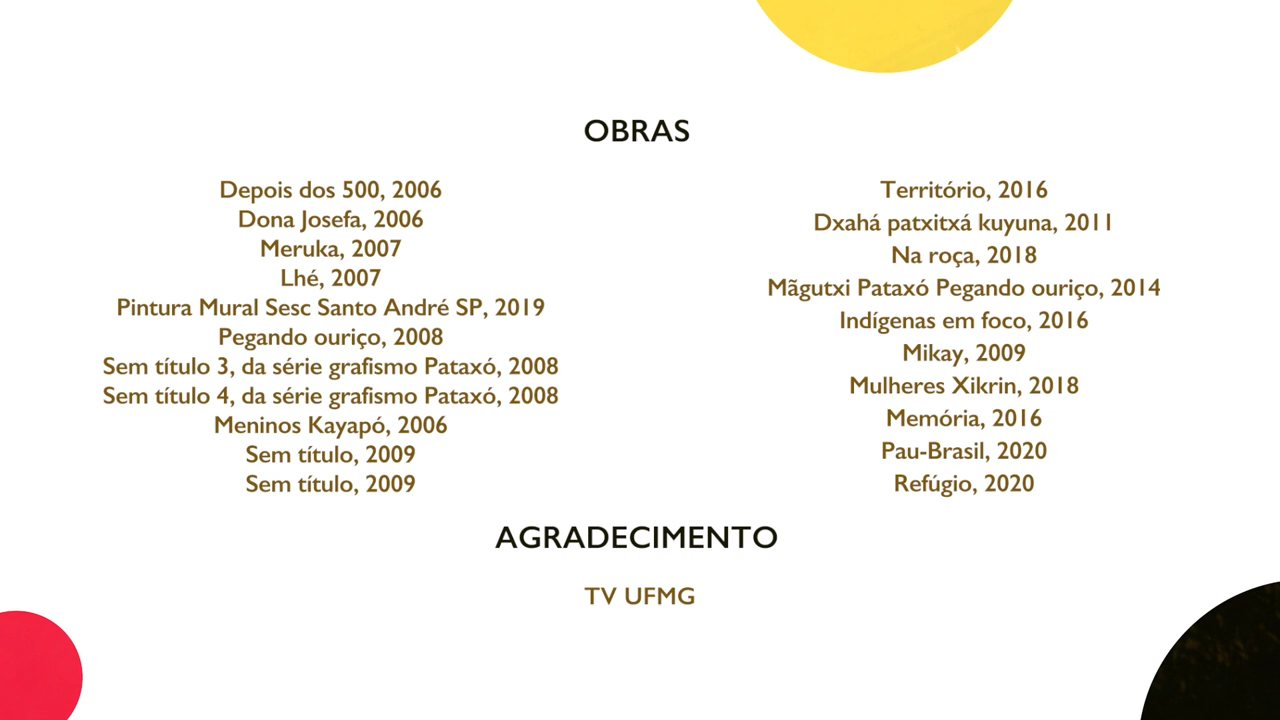 OBRAS
Depois dos 500, 2006
Dona Josefa, 2006
Meruka, 2007
Lhé, 2007
Pintura Mural Sesc Santo André SP, 2019
Pegando ouriço, 2008
Sem título 3, da série grafismo Pataxó, 2008
Sem título 4, da série grafismo Pataxó, 2008
Meninos Kayapó, 2006
Sem título, 2009
Sem título, 2009
Território, 2016
Dxahá patxitxá kuyuna, 2011
Na roça, 2018
Mãgutxi Pataxó Pegando ouriço, 2014
Indígenas em foco, 2016
Mikay, 2009
Mulheres Xikrin, 2018
Memória, 2016
Pau-Brasil, 2020
Refúgio, 2020
AGRADECIMENTO
TV UFMG